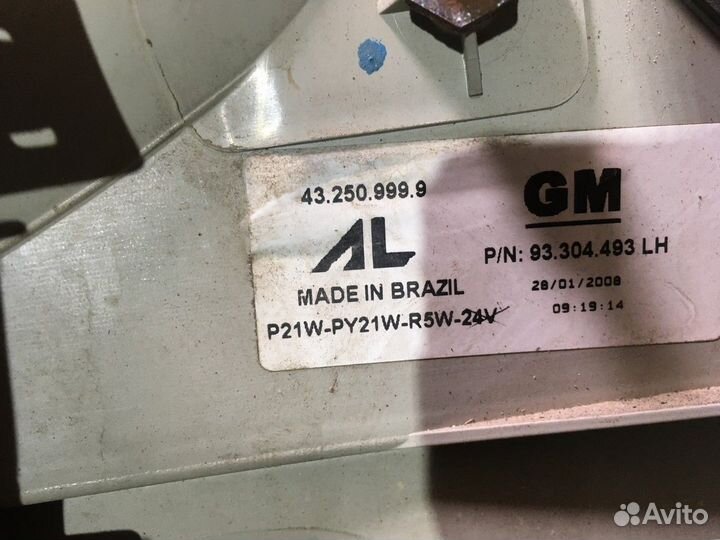 43.250.999.9
GM
AL
P/N: 93.304.493 LH
MADE IN BRAZIL
28/01/2008
09:19:14
P21W-PY21W-R5W-24V
Avito